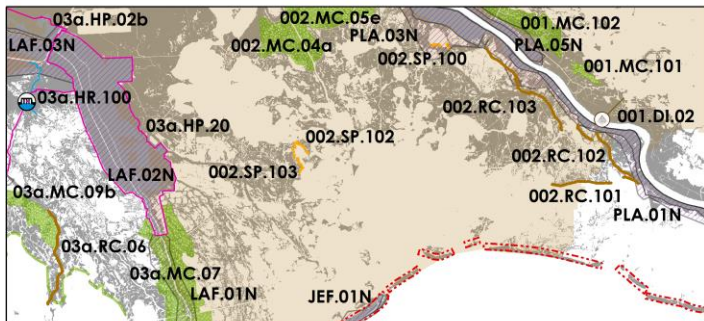 03a.HP.02b
LAF.03N
03a.HR.100
03a.HP.20
LAF.02N
03a.MC.09b
03a.RC.06
03a.MC.07
LAF.01N
002.MC.05e
002.MC.04a
PLA.03N
002.SP.100
001.MC.102
PLA.05N
001.MC.101
002.RC.103
001.DI.02
002.SP.102
002.SP.103
002.RC.102
002.RC.101
PLA.01N
JEF.01N